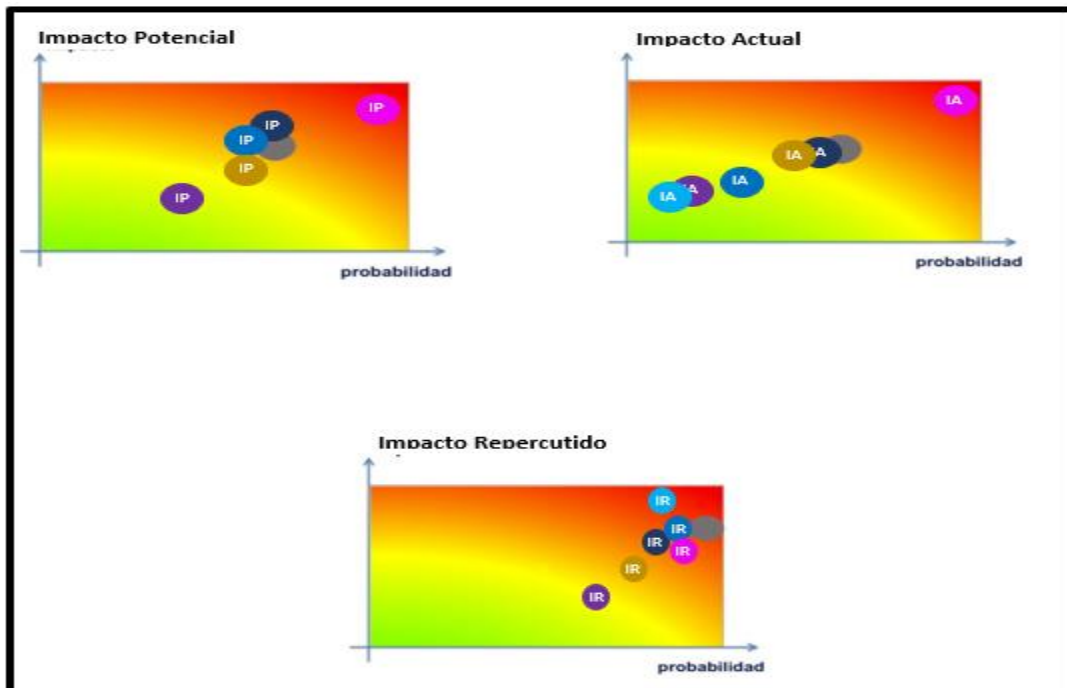 Impacto Potencial
IP
IP
IP
IP
IP
probabilidad
Impacto Actual
IA
IA
IA
IA
IA
IA
probabilidad
Impacto Repercutido
IR
IR
IR
IR
IR
IR
probabilidad